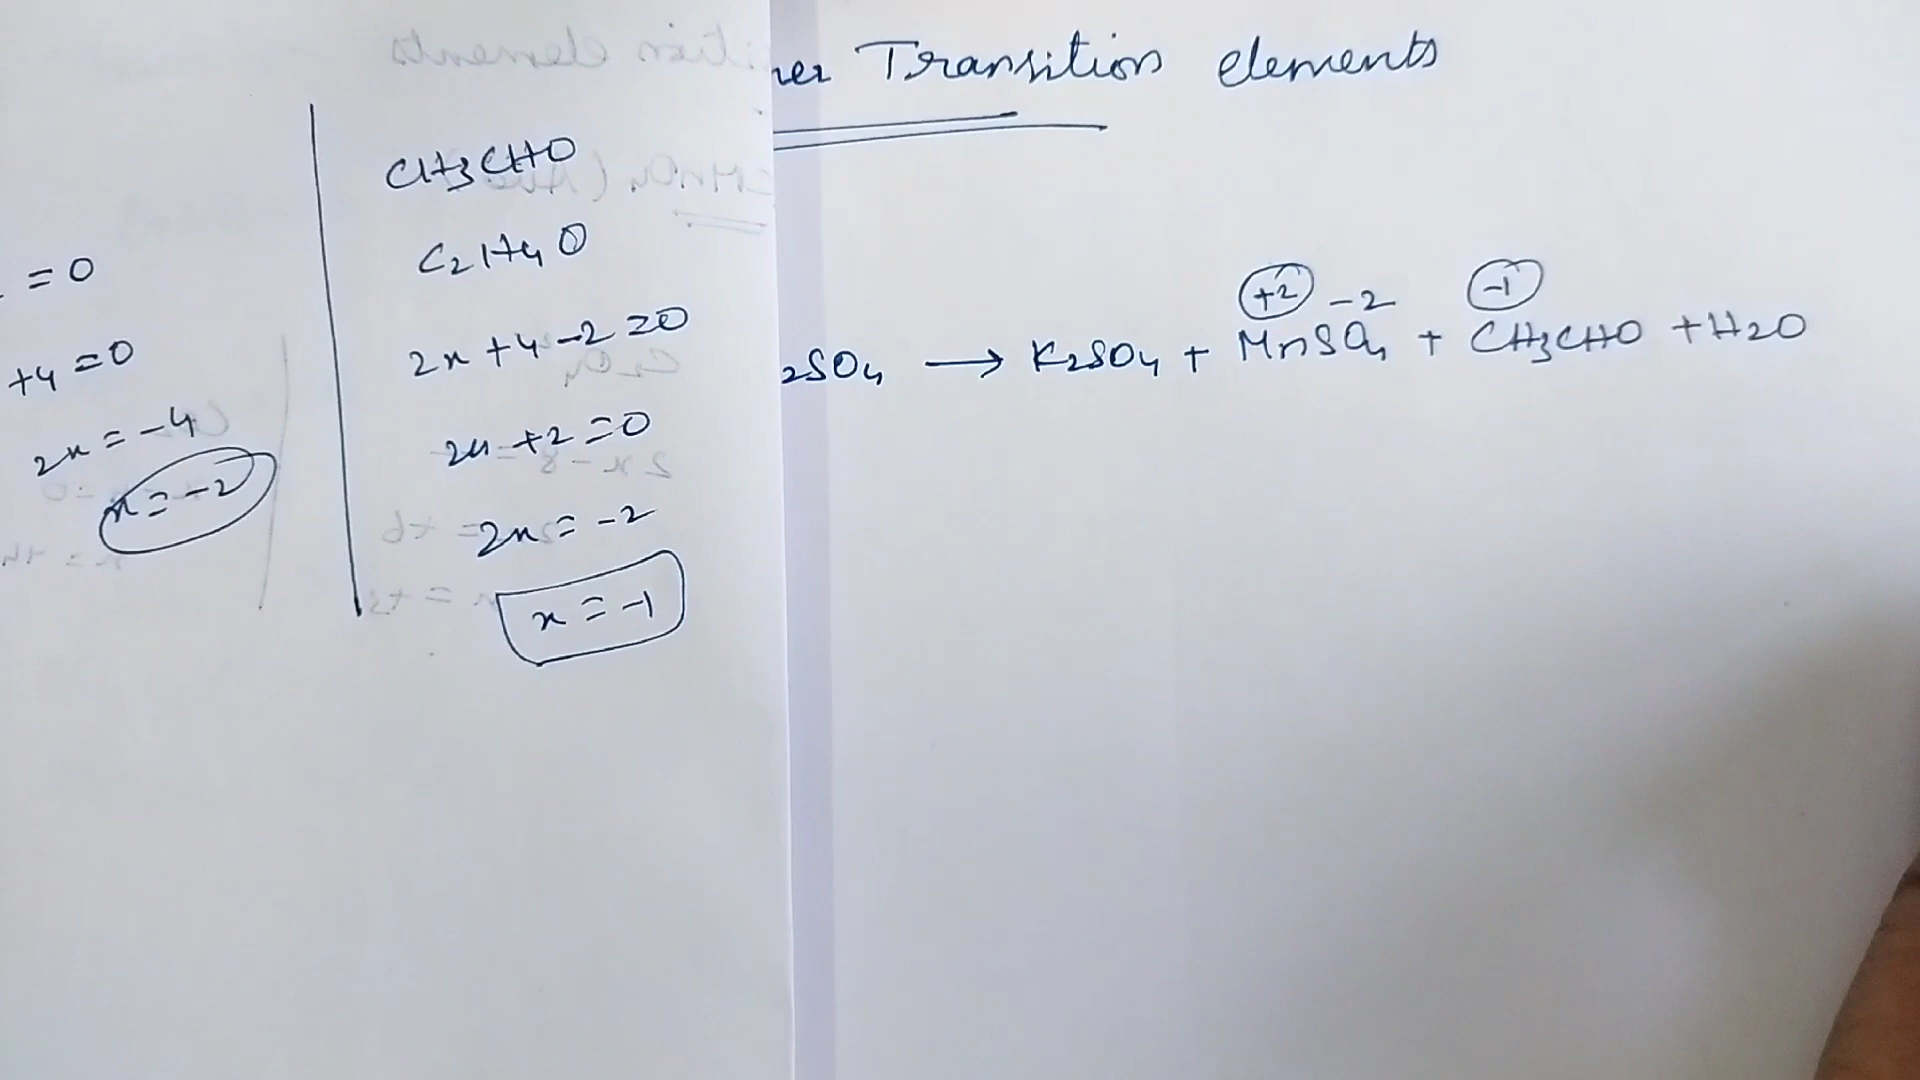 Transition elements
CH3CHO
C2H4O
2x + 4 - 2 = 0
2x + 2 = 0
2x = -2
x = -1
= 0
+4 = 0
2x = -4
x = -2
+2 -2 -1
2SO4 → K2SO4 + MnSO4 + CH3CHO + H2O